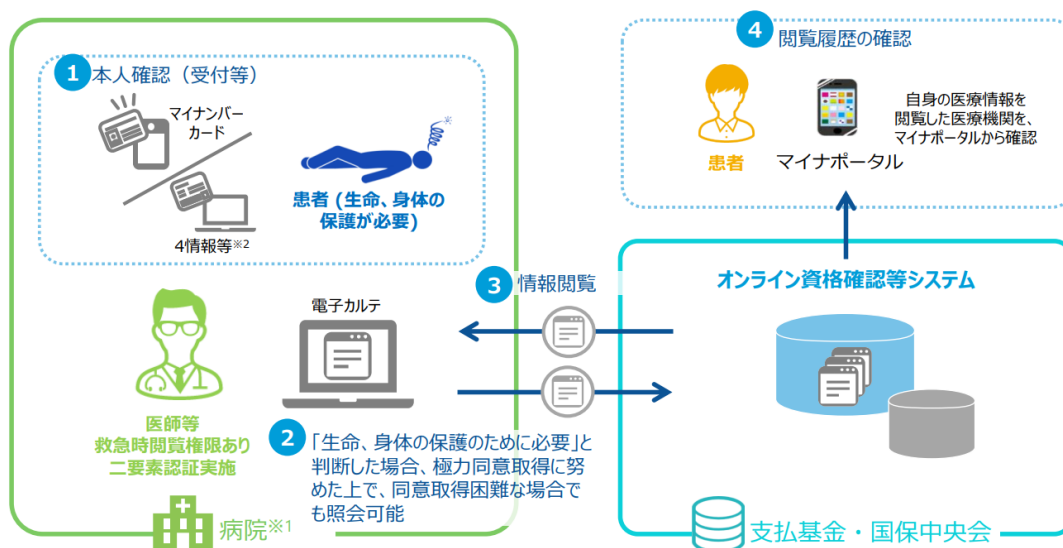 1 本人確認（受付等）
マイナンバー
カード
4情報等※2
患者 (生命、身体の
保護が必要)
医師等
救急時閲覧権限あり
二要素認証実施
電子カルテ
2 「生命、身体の保護のために必要」と
判断した場合、極力同意取得に努
めた上で、同意取得困難な場合で
も照会可能
病院※1
3 情報閲覧
4 閲覧履歴の確認
患者
マイナポータル
自身の医療情報を
閲覧した医療機関を、
マイナポータルから確認
オンライン資格確認等システム
支払基金・国保中央会